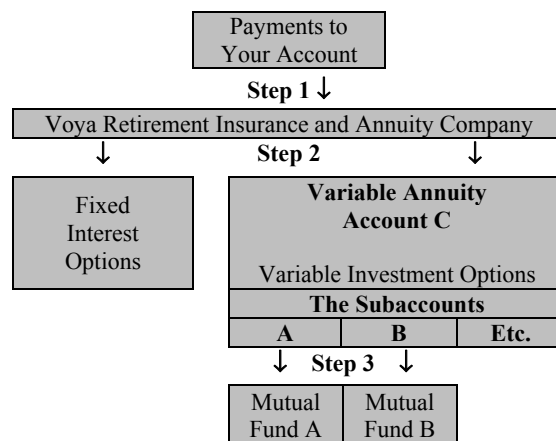 Payments to
Your Account
Step 1 ↓
Voya Retirement Insurance and Annuity Company
↓ Step 2 ↓
Fixed
Interest
Options
Variable Annuity
Account C
Variable Investment Options
The Subaccounts
A B Etc.
↓ Step 3 ↓
Mutual
Fund A
Mutual
Fund B